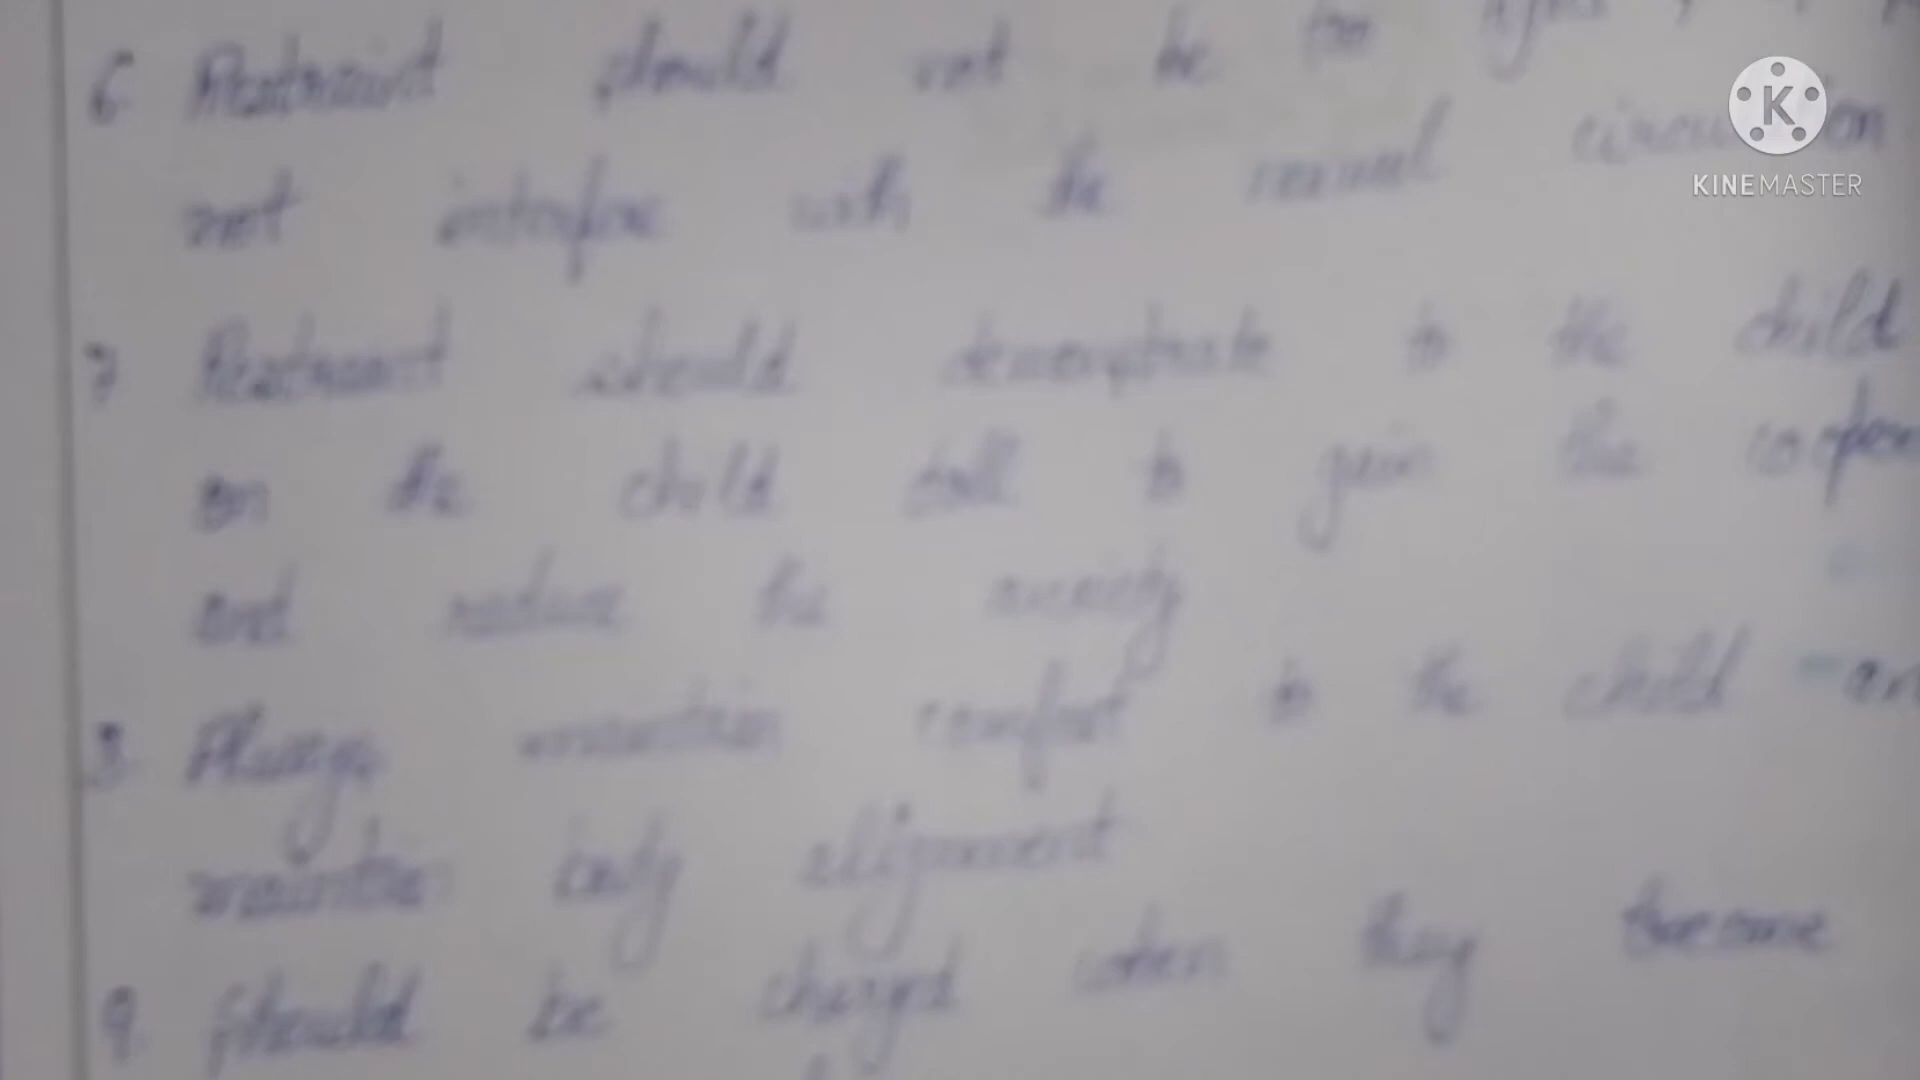 6 Restraint should not be too
not interfere with the normal
KINEMASTER
7 Restraint should demonstrate to the child
on the child doll to gain the
and reduce the anxiety
8 Always maintain comfort to the child
maintain body alignment
9 Should be changed when they become